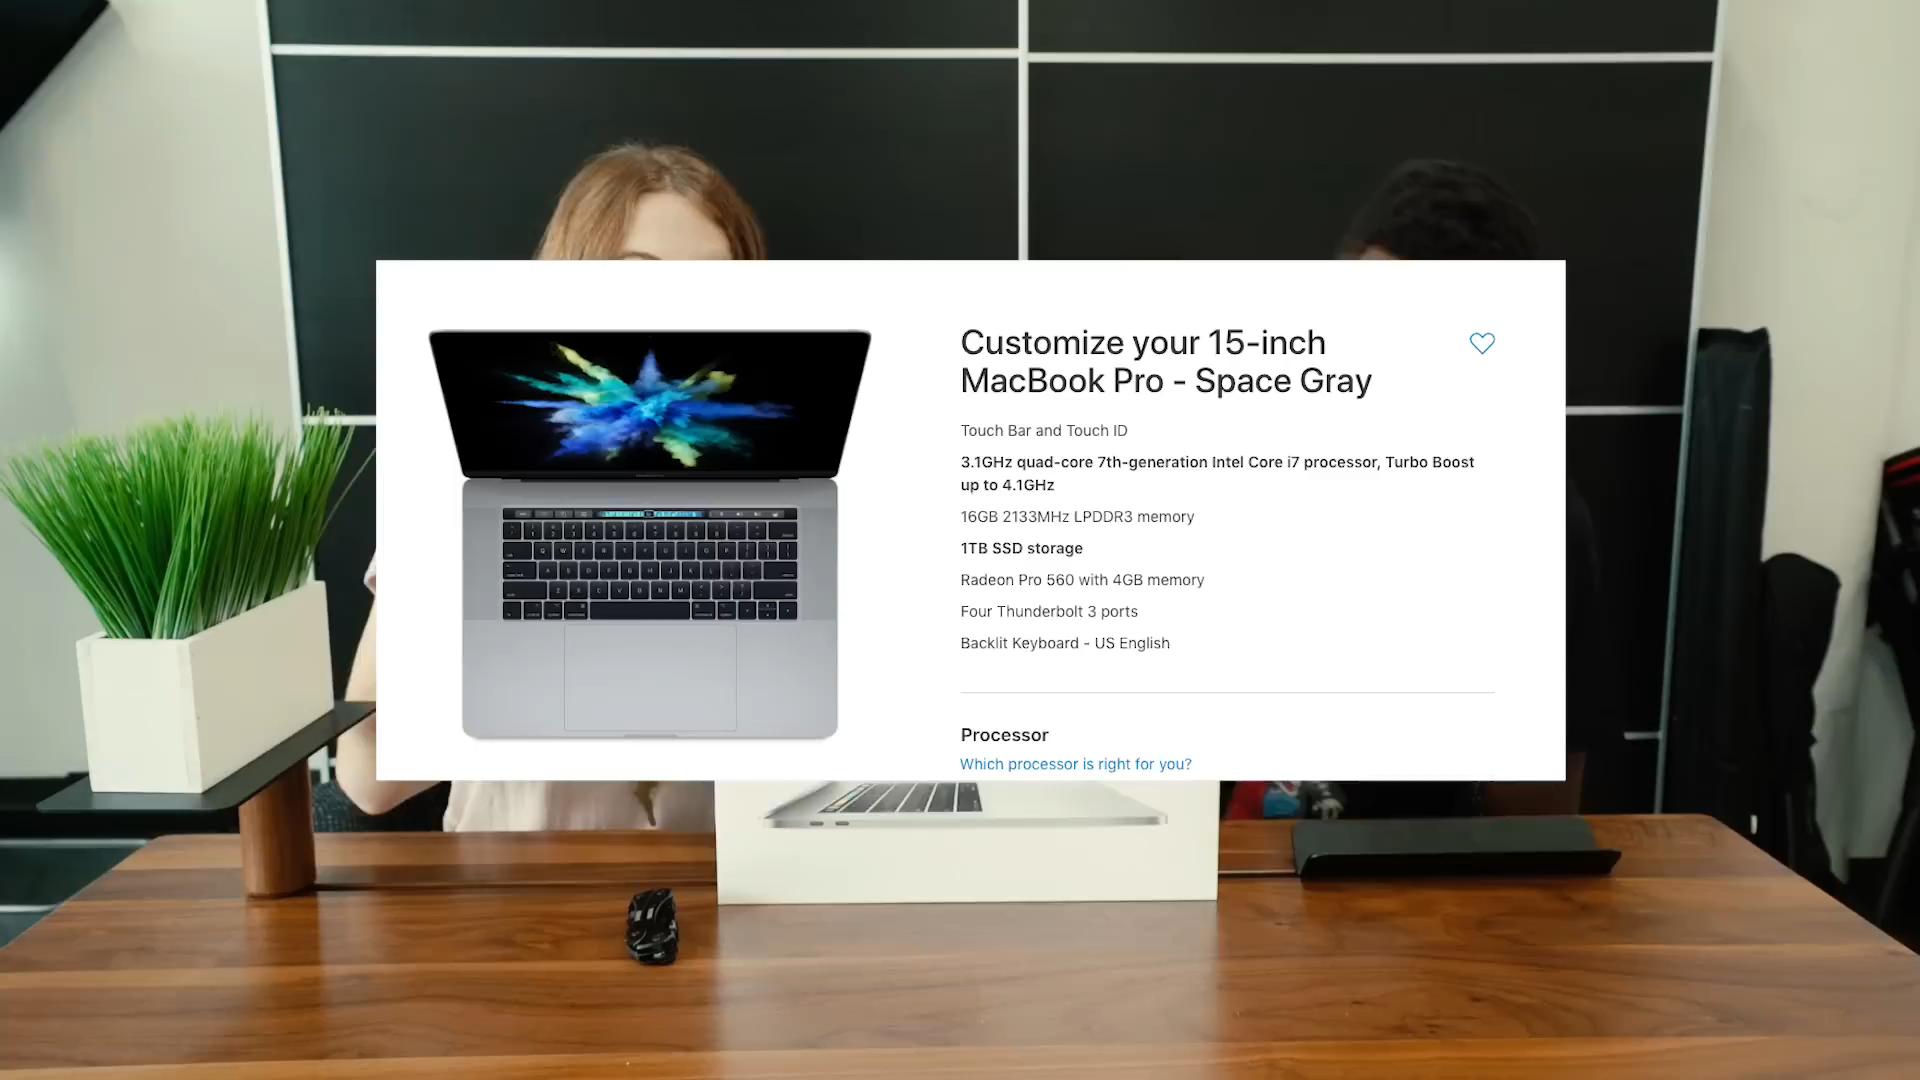 Customize your 15-inch
MacBook Pro - Space Gray
Touch Bar and Touch ID
3.1GHz quad-core 7th-generation Intel Core i7 processor, Turbo Boost
up to 4.1GHz
16GB 2133MHz LPDDR3 memory
1TB SSD storage
Radeon Pro 560 with 4GB memory
Four Thunderbolt 3 ports
Backlit Keyboard - US English
Processor
Which processor is right for you?